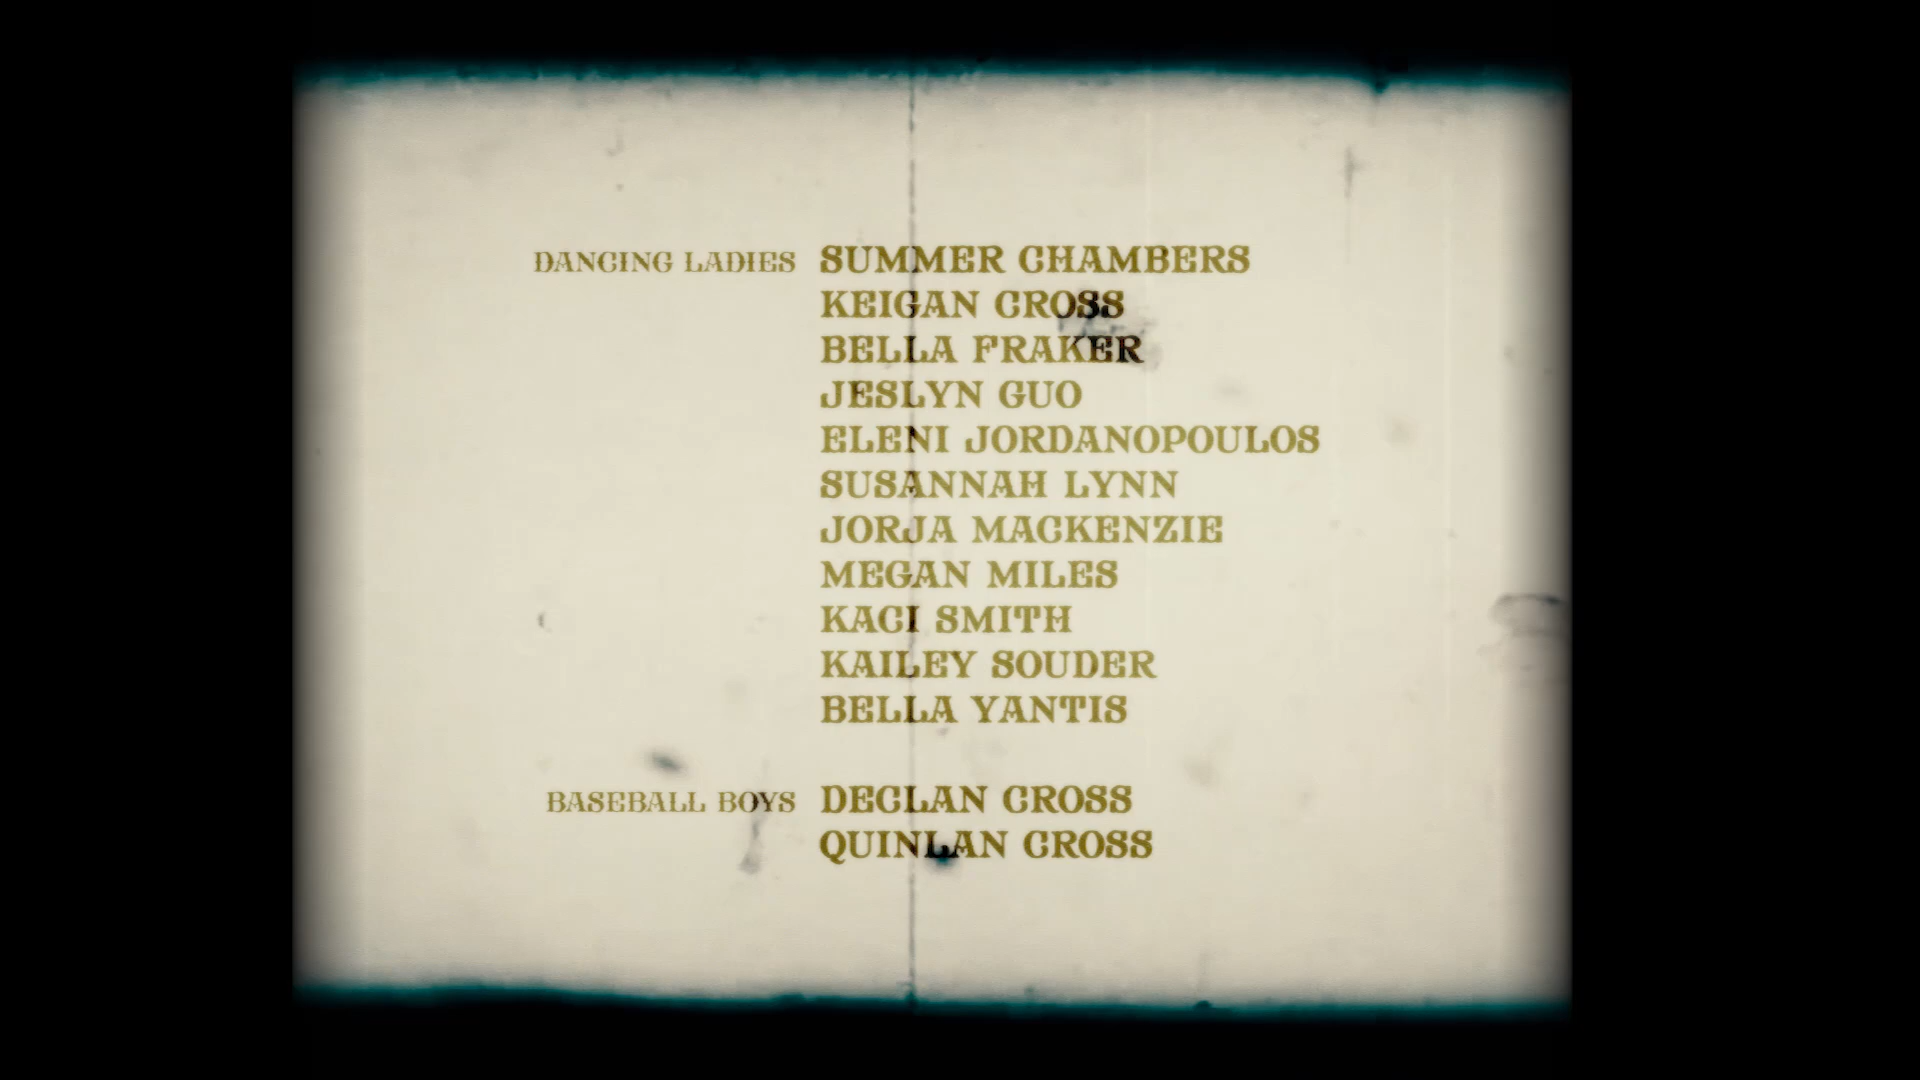 DANCING LADIES SUMMER CHAMBERS
KEIGAN CROSS
BELLA FRAKER
JESLYN GUO
ELENI JORDANOPOULOS
SUSANNAH LYNN
JORJA MACKENZIE
MEGAN MILES
KACI SMITH
KAILEY SOUDER
BELLA YANTIS
BASEBALL BOYS DECLAN CROSS
QUINLAN CROSS